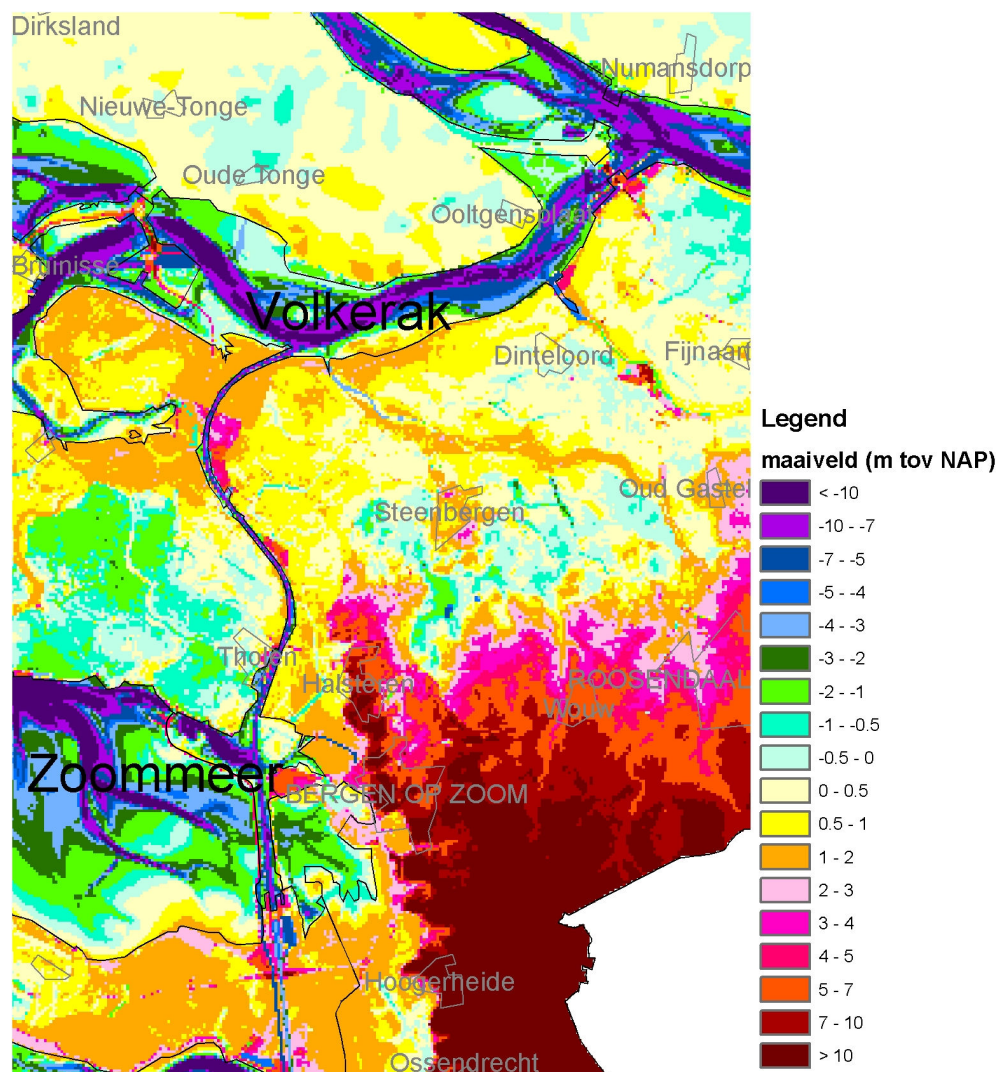 Dirksland
Numansdorp
Nieuwe-Tonge
Oude Tonge
Ooltgensplaat
Bruinisse
Volkerak
Dinteloord
Fijnaart
Oud Gastel
Steenbergen
Tholen
Halsteren
ROOSENDAAL
Wouw
Zoommeer
BERGEN OP ZOOM
Hoogerheide
Ossendrecht
Legend
maaiveld (m tov NAP)
< -10
-10 - -7
-7 - -5
-5 - -4
-4 - -3
-3 - -2
-2 - -1
-1 - -0.5
-0.5 - 0
0 - 0.5
0.5 - 1
1 - 2
2 - 3
3 - 4
4 - 5
5 - 7
7 - 10
> 10